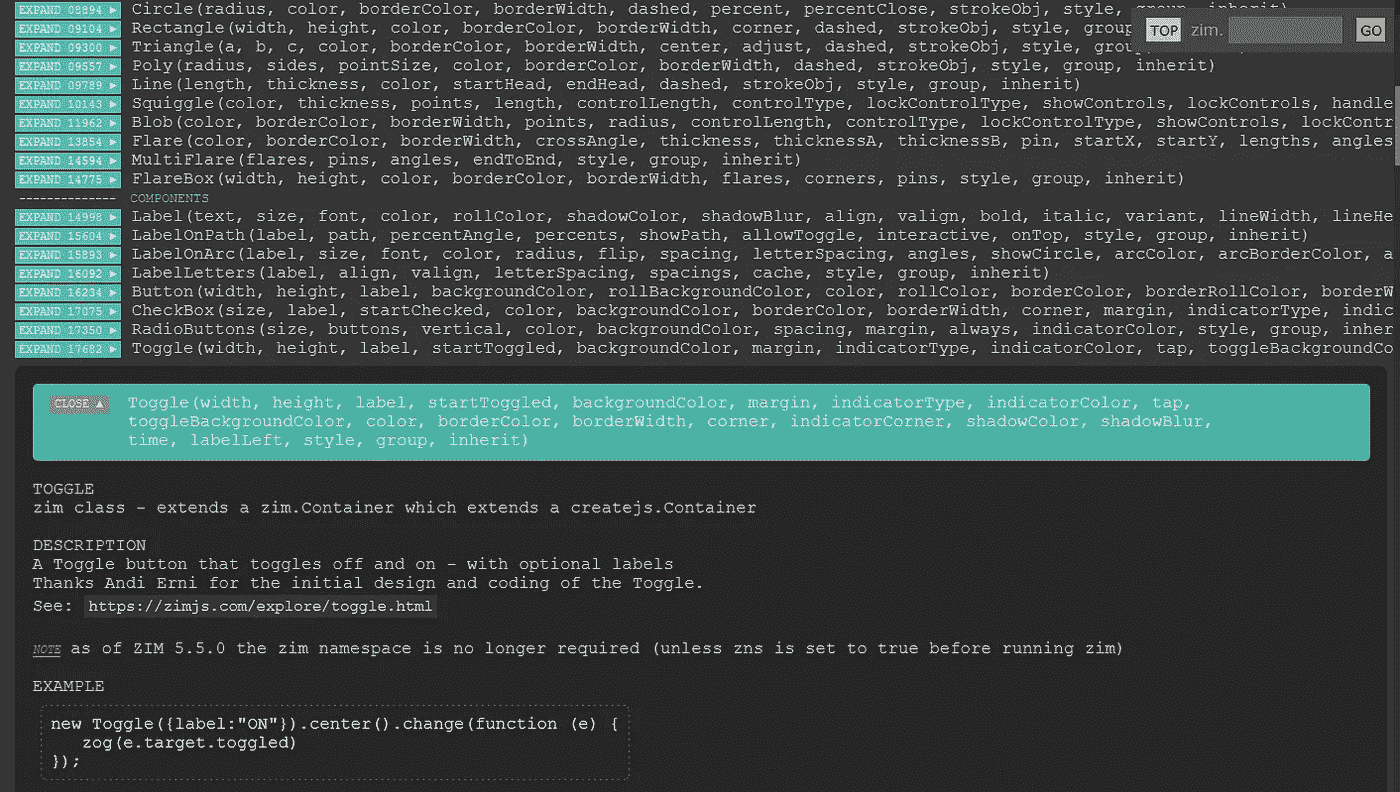 EXPAND 08894 ▶ Circle(radius, color, borderColor, borderWidth, dashed, percent, percentClose, strokeObj, style, group, inherit)
EXPAND 09104 ▶ Rectangle(width, height, color, borderColor, borderWidth, corner, dashed, strokeObj, style, group
TOP zim. GO
EXPAND 09300 ▶ Triangle(a, b, c, color, borderColor, borderWidth, center, adjust, dashed, strokeObj, style, group, inherit)
EXPAND 09557 ▶ Poly(radius, sides, pointSize, color, borderColor, borderWidth, dashed, strokeObj, style, group, inherit)
EXPAND 09789 ▶ Line(length, thickness, color, startHead, endHead, dashed, strokeObj, style, group, inherit)
EXPAND 10143 ▶ Squiggle(color, thickness, points, length, controlLength, controlType, lockControlType, showControls, lockControls, handle
EXPAND 11962 ▶ Blob(color, borderColor, borderWidth, points, radius, controlLength, controlType, lockControlType, showControls, lockContr
EXPAND 13854 ▶ Flare(color, borderColor, borderWidth, crossAngle, thickness, thicknessA, thicknessB, pin, startX, startY, lengths, angles
EXPAND 14594 ▶ MultiFlare(flares, pins, angles, endToEnd, style, group, inherit)
EXPAND 14775 ▶ FlareBox(width, height, color, borderColor, borderWidth, flares, corners, pins, style, group, inherit)
-------------- COMPONENTS
EXPAND 14998 ▶ Label(text, size, font, color, rollColor, shadowColor, shadowBlur, align, valign, bold, italic, variant, lineWidth, lineHe
EXPAND 15604 ▶ LabelOnPath(label, path, percentAngle, percents, showPath, allowToggle, interactive, onTop, style, group, inherit)
EXPAND 15893 ▶ LabelOnArc(label, size, font, color, radius, flip, spacing, letterSpacing, angles, showCircle, arcColor, arcBorderColor, a
EXPAND 16092 ▶ LabelLetters(label, align, valign, letterSpacing, spacings, cache, style, group, inherit)
EXPAND 16234 ▶ Button(width, height, label, backgroundColor, rollBackgroundColor, color, rollColor, borderColor, borderRollColor, borderW
EXPAND 17075 ▶ CheckBox(size, label, startChecked, color, backgroundColor, borderColor, borderWidth, corner, margin, indicatorType, indic
EXPAND 17350 ▶ RadioButtons(size, buttons, vertical, color, backgroundColor, spacing, margin, always, indicatorColor, style, group, inher
EXPAND 17682 ▶ Toggle(width, height, label, startToggled, backgroundColor, margin, indicatorType, indicatorColor, tap, toggleBackgroundCo
CLOSE ▲ Toggle(width, height, label, startToggled, backgroundColor, margin, indicatorType, indicatorColor, tap,
toggleBackgroundColor, color, borderColor, borderWidth, corner, indicatorCorner, shadowColor, shadowBlur,
time, labelLeft, style, group, inherit)
TOGGLE
zim class - extends a zim.Container which extends a createjs.Container
DESCRIPTION
A Toggle button that toggles off and on - with optional labels
Thanks Andi Erni for the initial design and coding of the Toggle.
See: https://zimjs.com/explore/toggle.html
NOTE as of ZIM 5.5.0 the zim namespace is no longer required (unless zns is set to true before running zim)
EXAMPLE
new Toggle({label:"ON"}).center().change(function (e) {
zog(e.target.toggled)
});